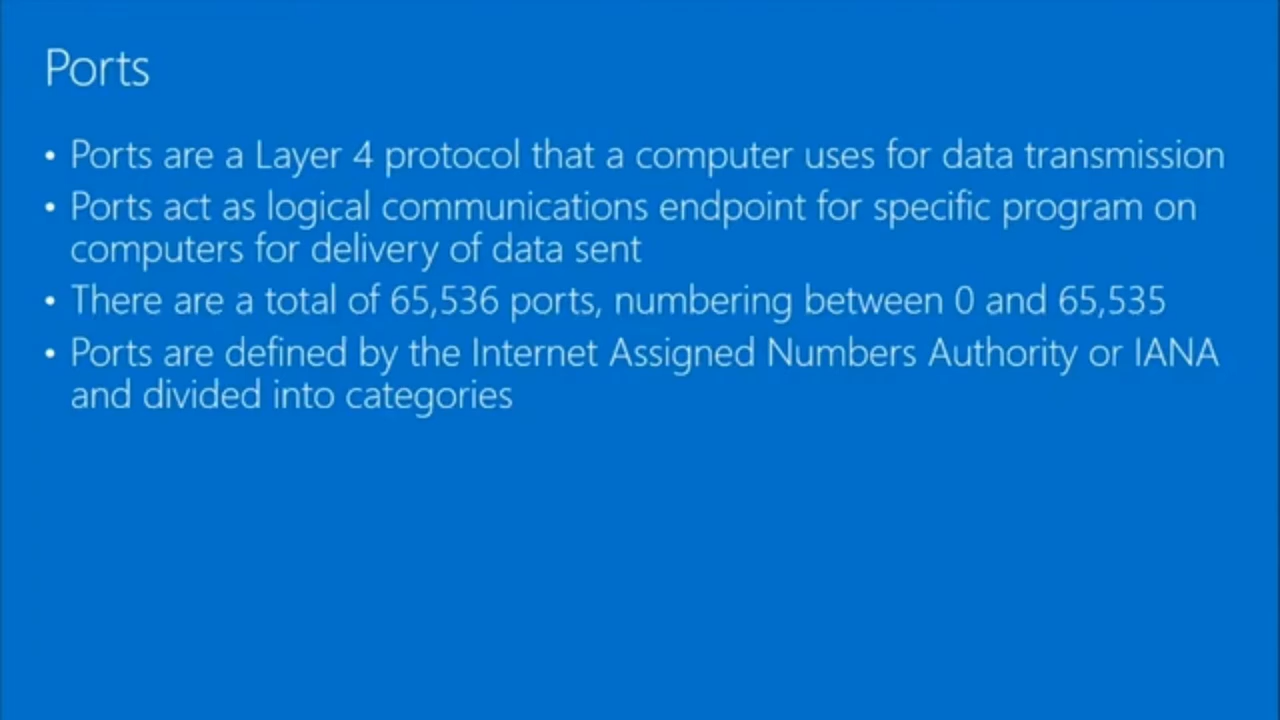 Ports
• Ports are a Layer 4 protocol that a computer uses for data transmission
• Ports act as logical communications endpoint for specific program on
computers for delivery of data sent
• There are a total of 65,536 ports, numbering between 0 and 65,535
• Ports are defined by the Internet Assigned Numbers Authority or IANA
and divided into categories